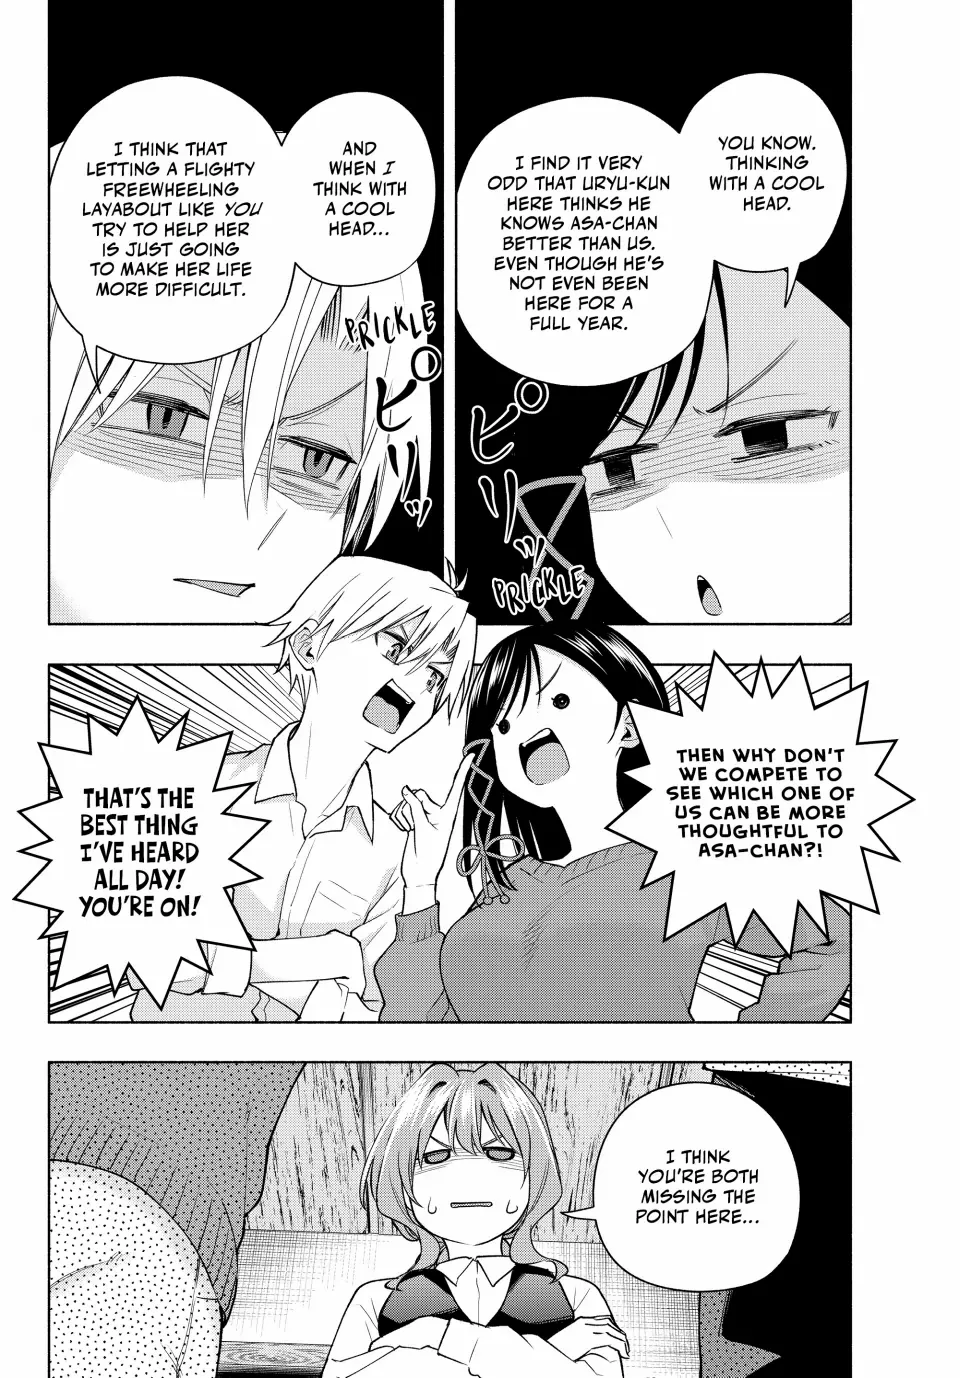 YOU KNOW.
THINKING
WITH A COOL
HEAD.
I FIND IT VERY
ODD THAT URYU-KUN
HERE THINKS HE
KNOWS ASA-CHAN
BETTER THAN US.
EVEN THOUGH HE'S
NOT EVEN BEEN
HERE FOR A
FULL YEAR.
ピリッ
PRICKLE
AND
WHEN I
THINK WITH
A COOL
HEAD...
I THINK THAT
LETTING A FLIGHTY
FREEWHEELING
LAYABOUT LIKE YOU
TRY TO HELP HER
IS JUST GOING
TO MAKE HER LIFE
MORE DIFFICULT.
PRICKLE
ピリッ
THEN WHY DON'T
WE COMPETE TO
SEE WHICH ONE OF
US CAN BE MORE
THOUGHTFUL TO
ASA-CHAN?!
THAT'S THE
BEST THING
I'VE HEARD
ALL DAY!
YOU'RE ON!
I THINK
YOU'RE BOTH
MISSING THE
POINT HERE...